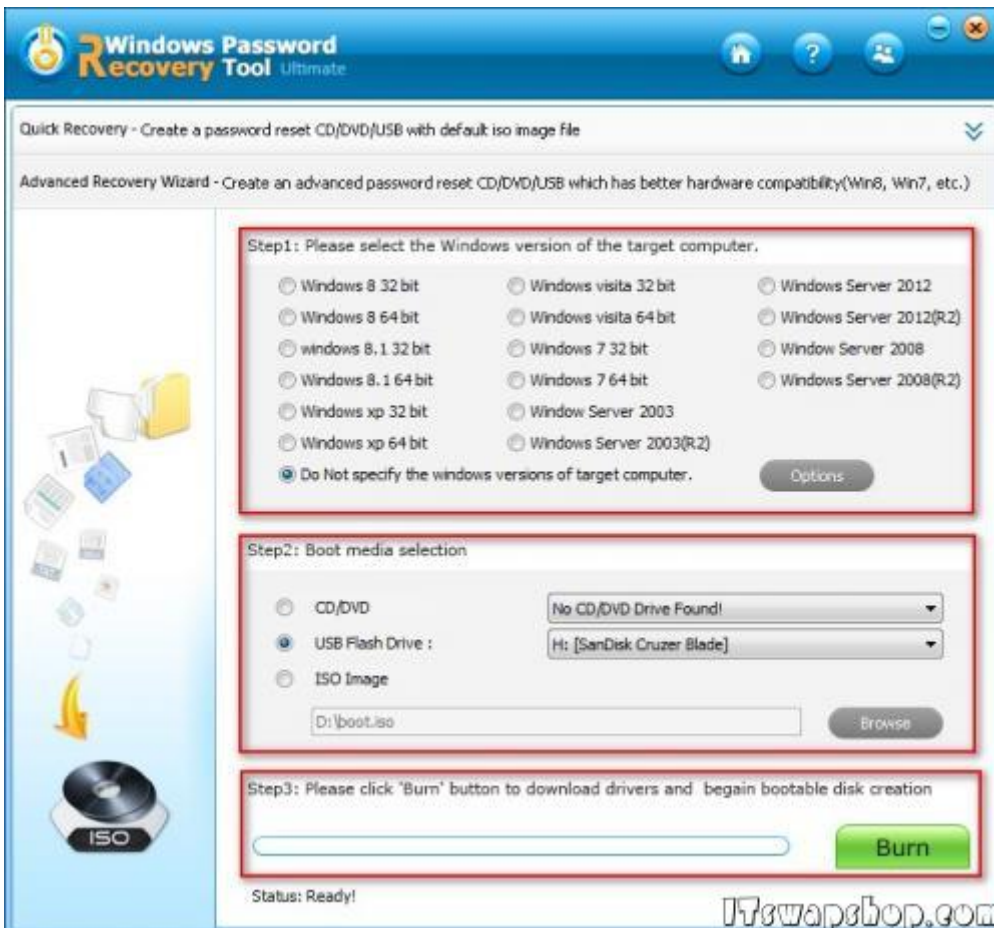 Windows Password
Recovery Tool Ultimate
?
Quick Recovery - Create a password reset CD/DVD/USB with default iso image file
Advanced Recovery Wizard - Create an advanced password reset CD/DVD/USB which has better hardware compatibility(Win8, Win7, etc.)
Step1: Please select the Windows version of the target computer.
Windows 8 32 bit Windows visita 32 bit Windows Server 2012
Windows 8 64 bit Windows visita 64 bit Windows Server 2012(R2)
windows 8.1 32 bit Windows 7 32 bit Window Server 2008
Windows 8.1 64 bit Windows 7 64 bit Windows Server 2008(R2)
Windows xp 32 bit Window Server 2003
Windows xp 64 bit Windows Server 2003(R2)
Do Not specify the windows versions of target computer. Options
Step2: Boot media selection
CD/DVD No CD/DVD Drive Found!
USB Flash Drive : H: [SanDisk Cruzer Blade]
ISO Image
D:\boot.iso Browse
Step3: Please click 'Burn' button to download drivers and begain bootable disk creation
ISO
Burn
Status: Ready!
ITswapshop.com